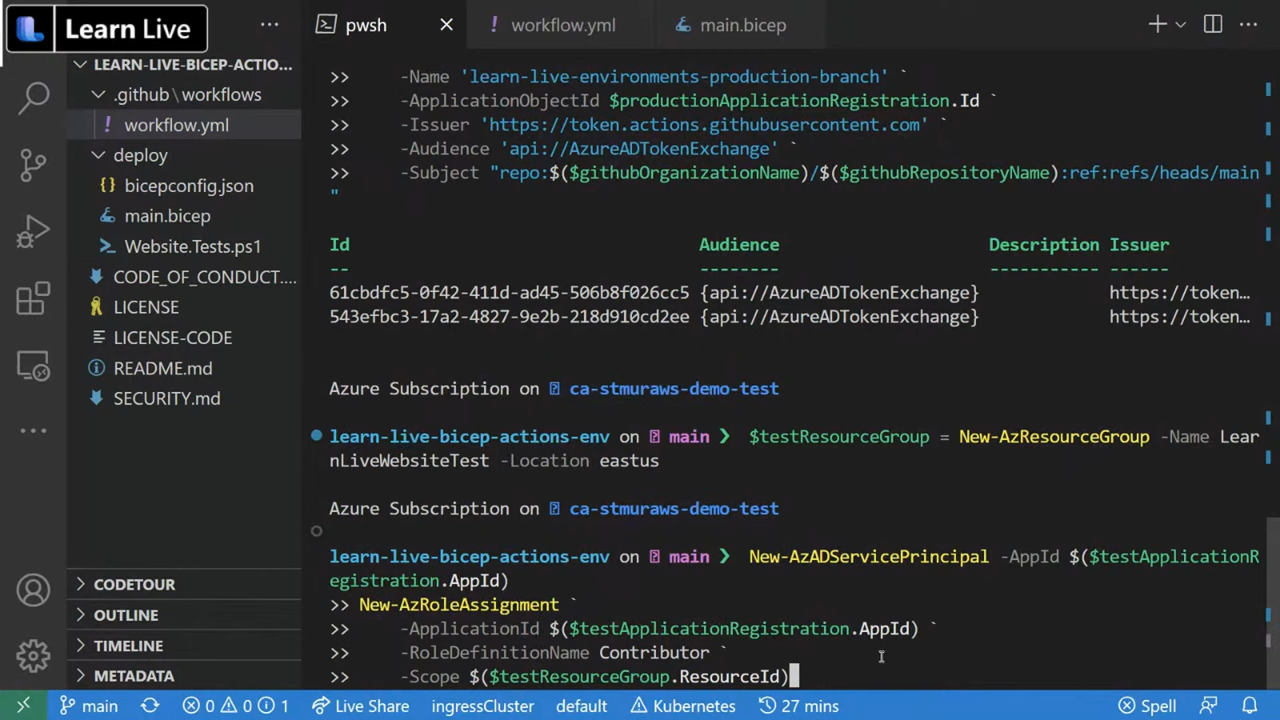 Learn Live
pwsh
workflow.yml
main.bicep
LEARN-LIVE-BICEP-ACTIO...
.github\workflows
workflow.yml
deploy
bicepconfig.json
main.bicep
Website.Tests.ps1
CODE_OF_CONDUCT....
LICENSE
LICENSE-CODE
README.md
SECURITY.md
CODETOUR
OUTLINE
TIMELINE
METADATA
>>     -Name 'learn-live-environments-production-branch' `
>>     -ApplicationObjectId $productionApplicationRegistration.Id `
>>     -Issuer 'https://token.actions.githubusercontent.com' `
>>     -Audience 'api://AzureADTokenExchange' `
>>     -Subject "repo:$($githubOrganizationName)/$($githubRepositoryName):ref:refs/heads/main
"
Id Audience Description Issuer
-- -------- ----------- ------
61cbdfc5-0f42-411d-ad45-506b8f026cc5 {api://AzureADTokenExchange} https://token…
543efbc3-17a2-4827-9e2b-218d910cd2ee {api://AzureADTokenExchange} https://token…
Azure Subscription on ca-stmuraws-demo-test
learn-live-bicep-actions-env on main ❯ $testResourceGroup = New-AzResourceGroup -Name Lear
nLiveWebsiteTest -Location eastus
Azure Subscription on ca-stmuraws-demo-test
learn-live-bicep-actions-env on main ❯ New-AzADServicePrincipal -AppId $($testApplicationR
egistration.AppId)
>> New-AzRoleAssignment `
>>     -ApplicationId $($testApplicationRegistration.AppId) `
>>     -RoleDefinitionName Contributor `
>>     -Scope $($testResourceGroup.ResourceId)
main 0 0 1 Live Share ingressCluster default Kubernetes 27 mins Spell